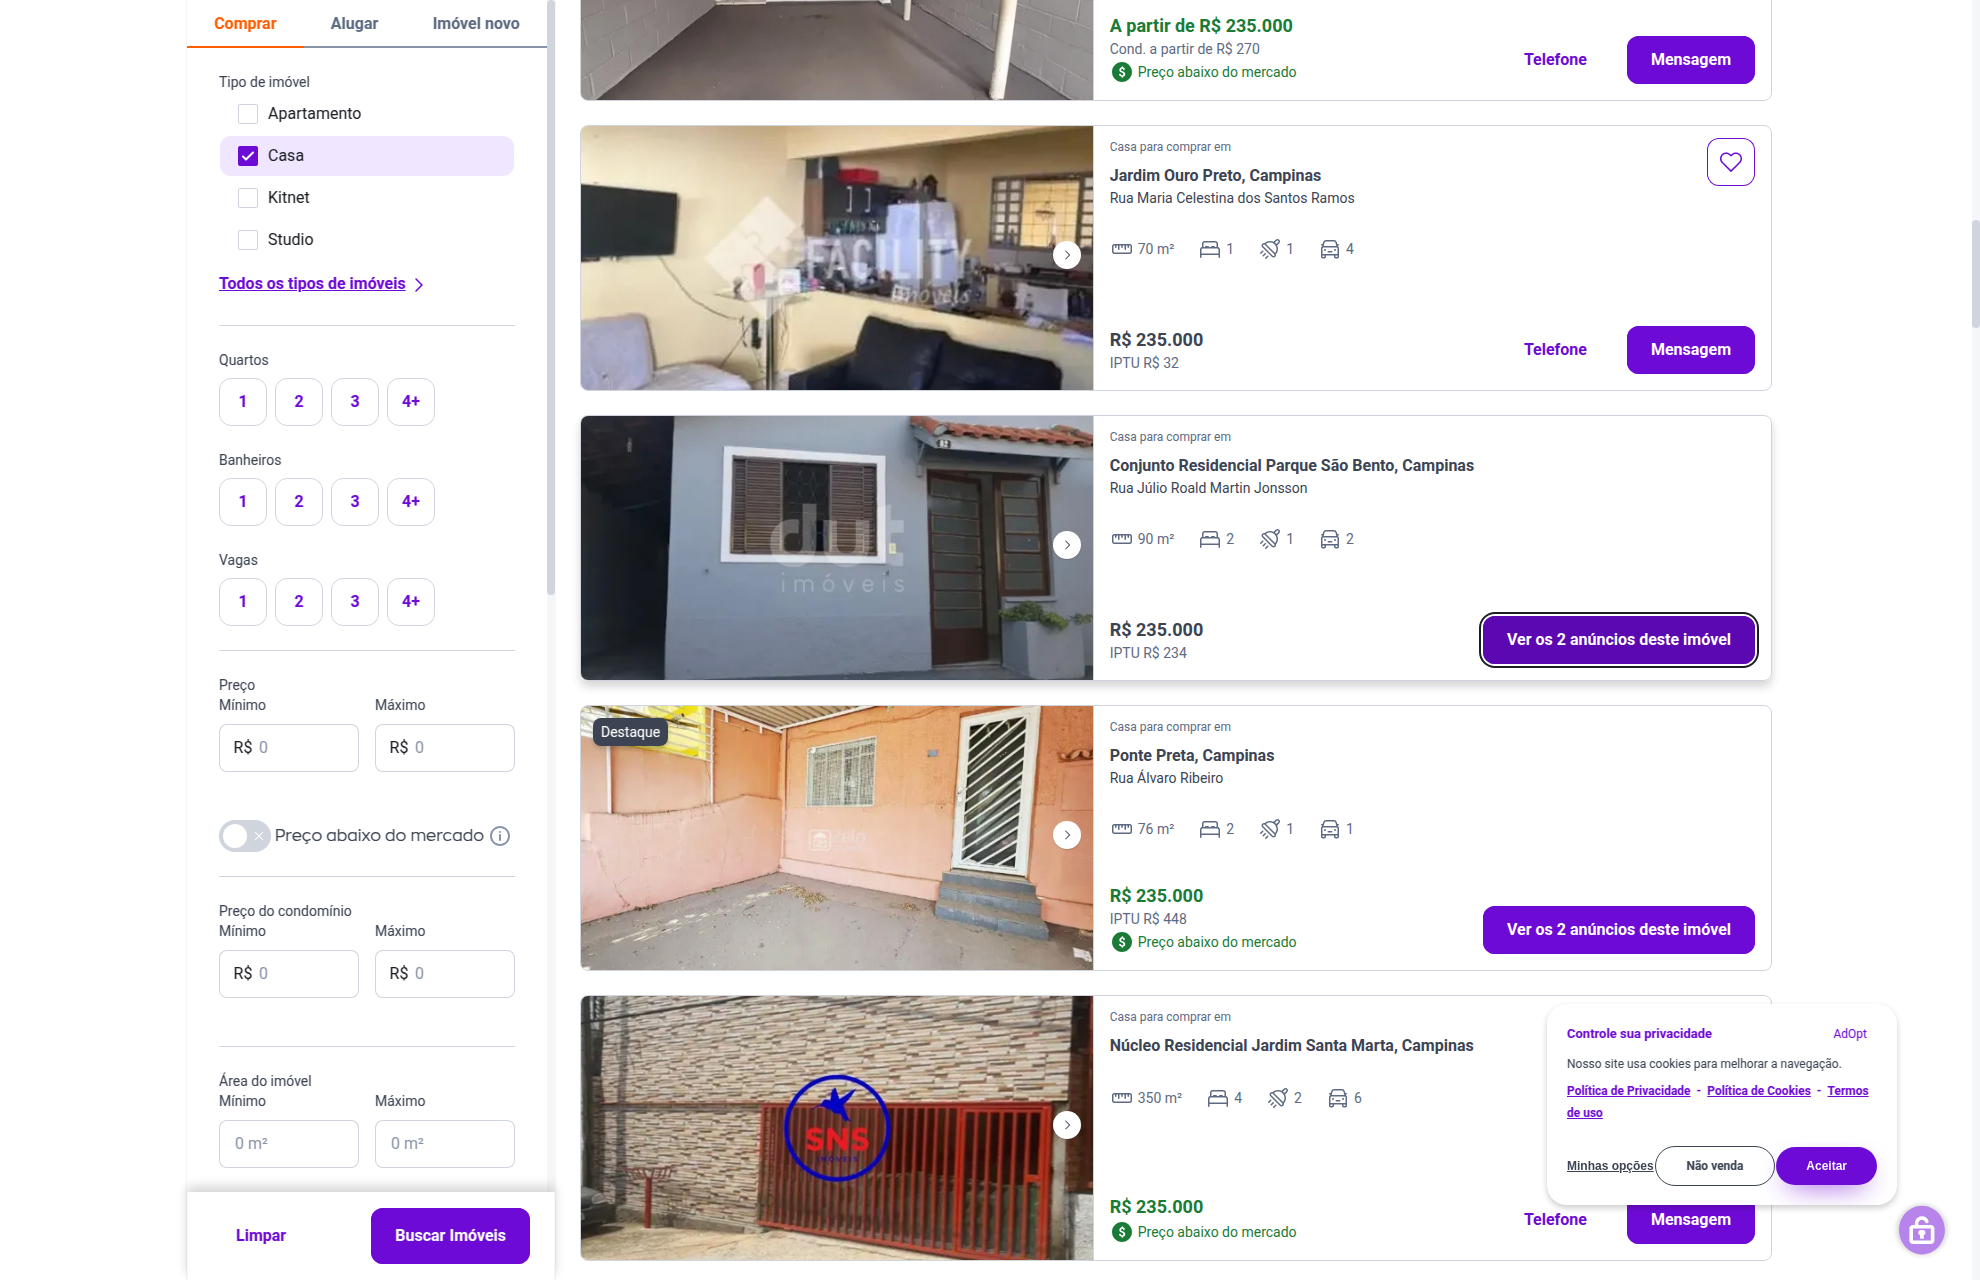 Comprar
Alugar
Imóvel novo
Tipo de imóvel
Apartamento
Casa
Kitnet
Studio
Todos os tipos de imóveis
Quartos
1
2
3
4+
Banheiros
1
2
3
4+
Vagas
1
2
3
4+
Preço
Mínimo
Máximo
R$ 0
R$ 0
Preço abaixo do mercado
Preço do condomínio
Mínimo
Máximo
R$ 0
R$ 0
Área do imóvel
Mínimo
Máximo
0 m²
0 m²
Limpar
Buscar Imóveis
A partir de R$ 235.000
Cond. a partir de R$ 270
Preço abaixo do mercado
Telefone
Mensagem
FACILITY
imóveis
Casa para comprar em
Jardim Ouro Preto, Campinas
Rua Maria Celestina dos Santos Ramos
70 m²
1
1
4
R$ 235.000
IPTU R$ 32
Telefone
Mensagem
dut
imóveis
Casa para comprar em
Conjunto Residencial Parque São Bento, Campinas
Rua Júlio Roald Martin Jonsson
90 m²
2
1
2
R$ 235.000
IPTU R$ 234
Ver os 2 anúncios deste imóvel
Destaque
Casa para comprar em
Ponte Preta, Campinas
Rua Álvaro Ribeiro
76 m²
2
1
1
R$ 235.000
IPTU R$ 448
Preço abaixo do mercado
Ver os 2 anúncios deste imóvel
SNS
IMÓVEIS
Casa para comprar em
Núcleo Residencial Jardim Santa Marta, Campinas
350 m²
4
2
6
R$ 235.000
Preço abaixo do mercado
Telefone
Mensagem
Controle sua privacidade
AdOpt
Nosso site usa cookies para melhorar a navegação.
Política de Privacidade - Política de Cookies - Termos
de uso
Minhas opções
Não venda
Aceitar